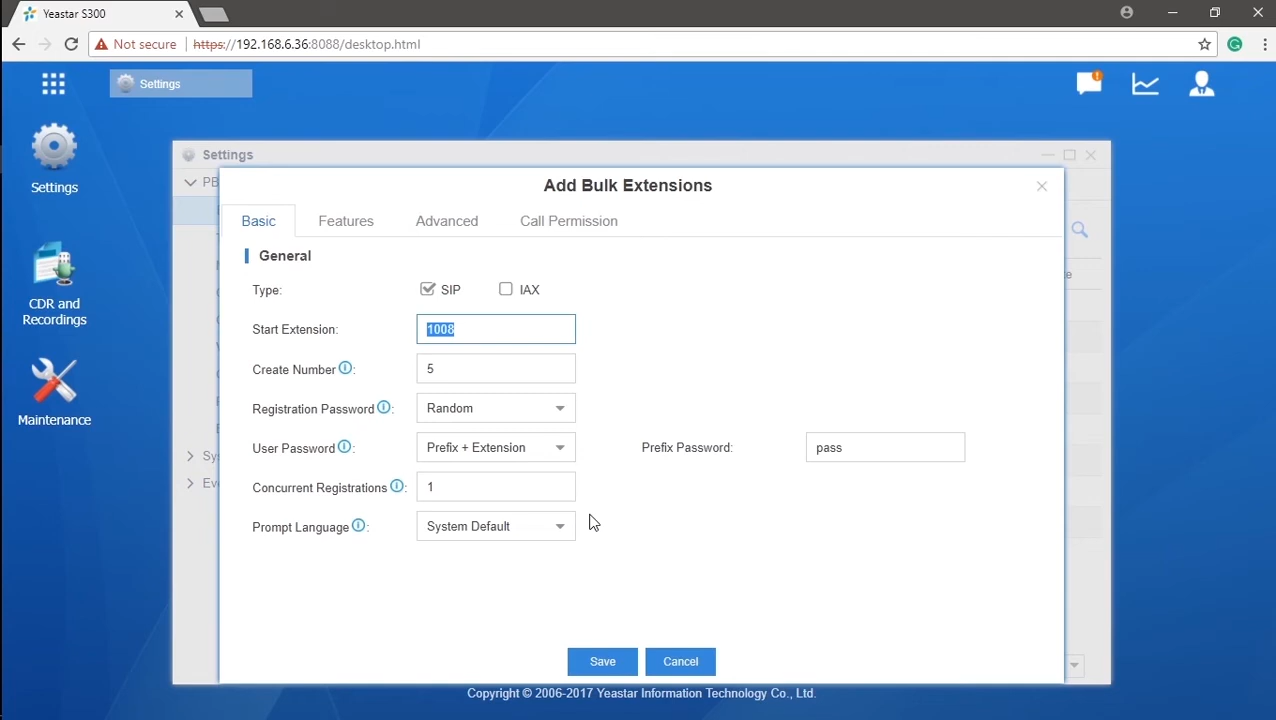 Yeastar S300
Not secure https://192.168.6.36:8088/desktop.html
Settings
Settings
Settings
PB
Add Bulk Extensions
Basic Features Advanced Call Permission
General
Type: SIP IAX
Start Extension: 1008
Create Number : 5
Registration Password : Random
User Password : Prefix + Extension Prefix Password: pass
Concurrent Registrations : 1
Prompt Language : System Default
CDR and
Recordings
Maintenance
Sy
Eve
Save Cancel
Copyright © 2006-2017 Yeastar Information Technology Co., Ltd.